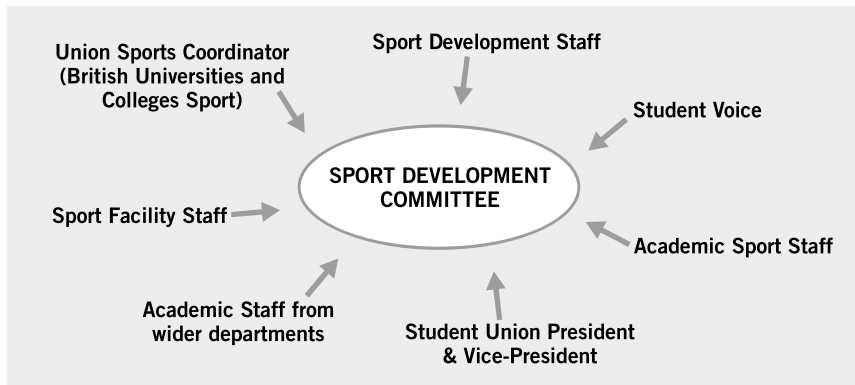 Union Sports Coordinator
(British Universities and
Colleges Sport)
Sport Development Staff
Student Voice
SPORT DEVELOPMENT
COMMITTEE
Sport Facility Staff
Academic Sport Staff
Academic Staff from
wider departments
Student Union President
& Vice-President